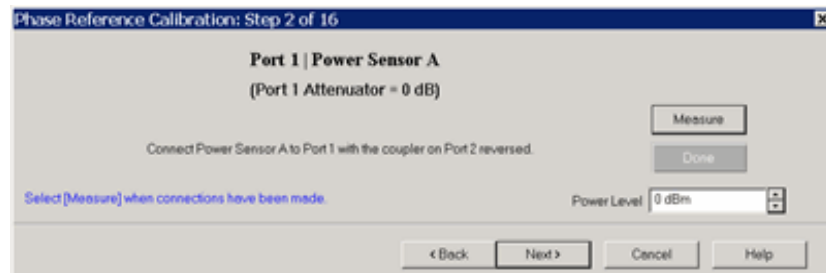 Phase Reference Calibration: Step 2 of 16
Port 1 | Power Sensor A
(Port 1 Attenuator = 0 dB)
Measure
Connect Power Sensor A to Port 1 with the coupler on Port 2 reversed.
Done
Select [Measure] when connections have been made.
Power Level 0 dBm
< Back Next > Cancel Help